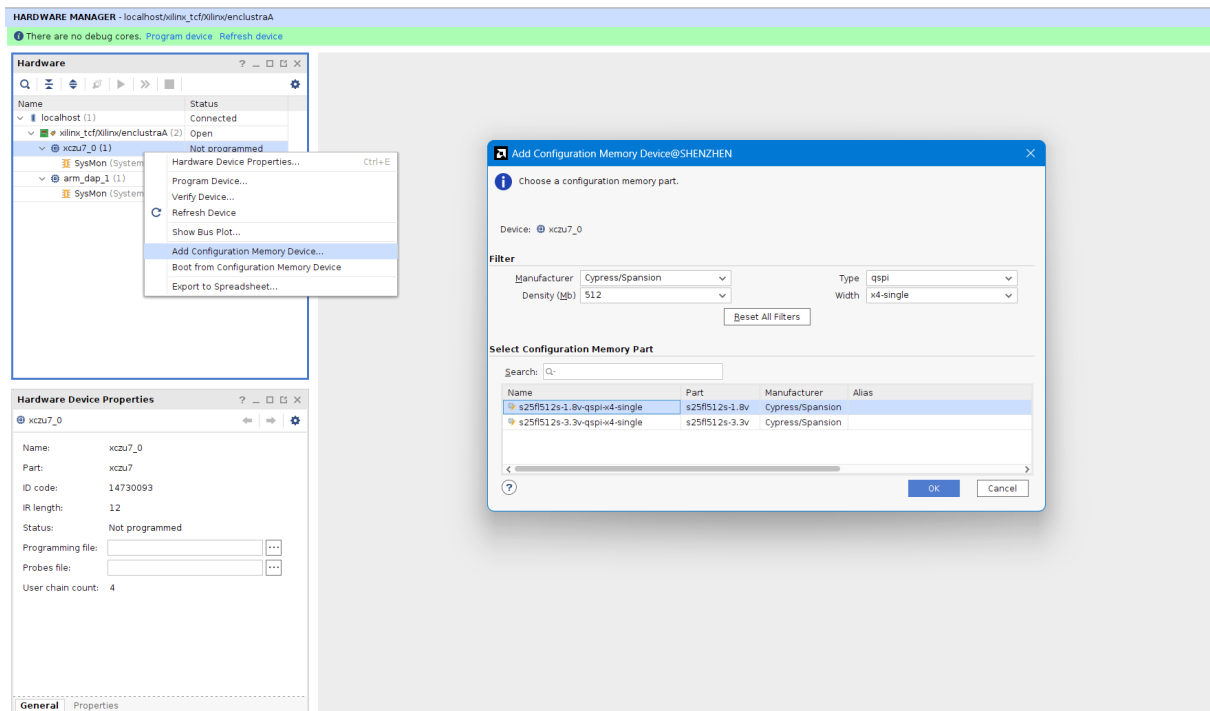 HARDWARE MANAGER - localhost/xilinx_tcf/Xilinx/enclustraA
There are no debug cores. Program device Refresh device
Hardware
Name Status
localhost (1) Connected
xilinx_tcf/Xilinx/enclustraA (2) Open
xczu7_0 (1) Not programmed
SysMon (System
arm_dap_1 (1)
SysMon (System
Hardware Device Properties... Ctrl+E
Program Device...
Verify Device...
Refresh Device
Show Bus Plot...
Add Configuration Memory Device...
Boot from Configuration Memory Device
Export to Spreadsheet...
Hardware Device Properties
xczu7_0
Name: xczu7_0
Part: xczu7
ID code: 14730093
IR length: 12
Status: Not programmed
Programming file:
Probes file:
User chain count: 4
General Properties
Add Configuration Memory Device@SHENZHEN
Choose a configuration memory part.
Device: xczu7_0
Filter
Manufacturer Cypress/Spansion Type qspi
Density (Mb) 512 Width x4-single
Reset All Filters
Select Configuration Memory Part
Search:
Name Part Manufacturer Alias
s25fl512s-1.8v-qspi-x4-single s25fl512s-1.8v Cypress/Spansion
s25fl512s-3.3v-qspi-x4-single s25fl512s-3.3v Cypress/Spansion
OK Cancel